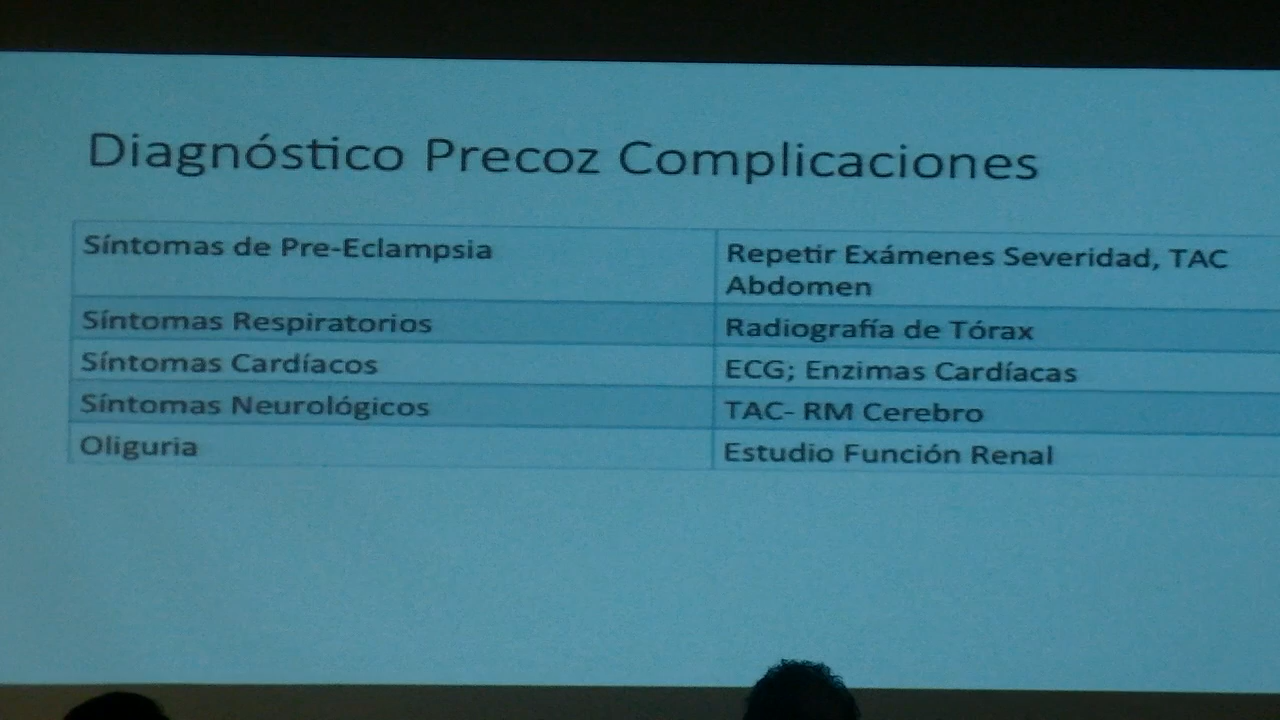 Diagnóstico Precoz Complicaciones
Síntomas de Pre-Eclampsia
Repetir Exámenes Severidad, TAC
Abdomen
Síntomas Respiratorios
Radiografía de Tórax
Síntomas Cardíacos
ECG; Enzimas Cardíacas
Síntomas Neurológicos
TAC- RM Cerebro
Oliguria
Estudio Función Renal